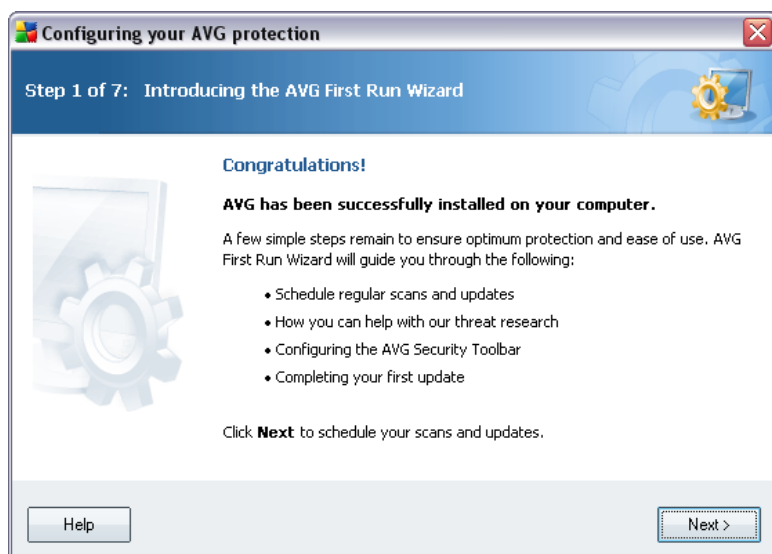 Configuring your AVG protection
Step 1 of 7: Introducing the AVG First Run Wizard
Congratulations!
AVG has been successfully installed on your computer.
A few simple steps remain to ensure optimum protection and ease of use. AVG
First Run Wizard will guide you through the following:
• Schedule regular scans and updates
• How you can help with our threat research
• Configuring the AVG Security Toolbar
• Completing your first update
Click Next to schedule your scans and updates.
Help
Next >